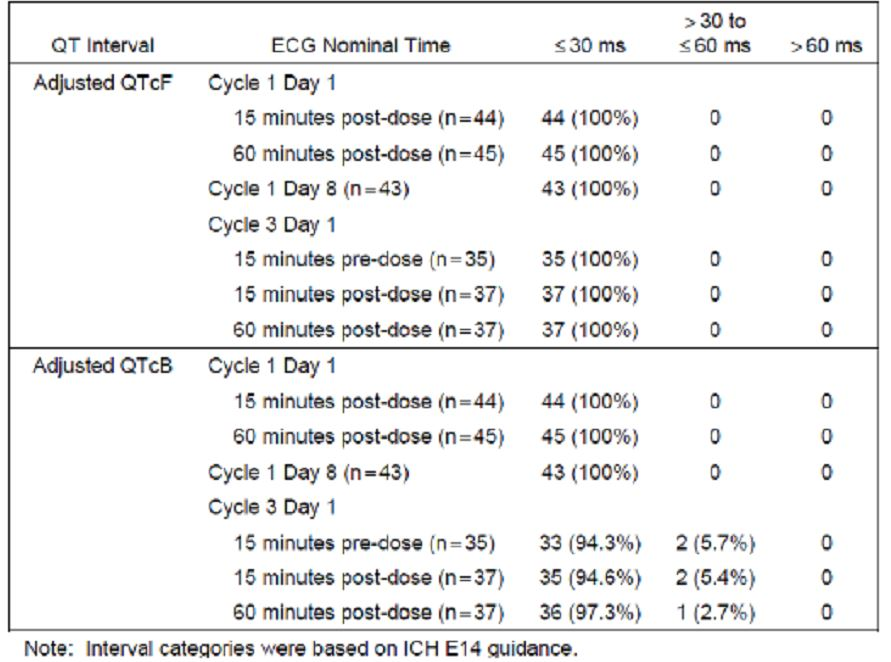 > 30 to
QT Interval ECG Nominal Time ≤30 ms ≤60 ms >60 ms
Adjusted QTcF Cycle 1 Day 1
15 minutes post-dose (n=44) 44 (100%) 0 0
60 minutes post-dose (n=45) 45 (100%) 0 0
Cycle 1 Day 8 (n=43) 43 (100%) 0 0
Cycle 3 Day 1
15 minutes pre-dose (n=35) 35 (100%) 0 0
15 minutes post-dose (n=37) 37 (100%) 0 0
60 minutes post-dose (n=37) 37 (100%) 0 0
Adjusted QTcB Cycle 1 Day 1
15 minutes post-dose (n=44) 44 (100%) 0 0
60 minutes post-dose (n=45) 45 (100%) 0 0
Cycle 1 Day 8 (n=43) 43 (100%) 0 0
Cycle 3 Day 1
15 minutes pre-dose (n=35) 33 (94.3%) 2 (5.7%) 0
15 minutes post-dose (n=37) 35 (94.6%) 2 (5.4%) 0
60 minutes post-dose (n=37) 36 (97.3%) 1 (2.7%) 0
Note: Interval categories were based on ICH E14 guidance.